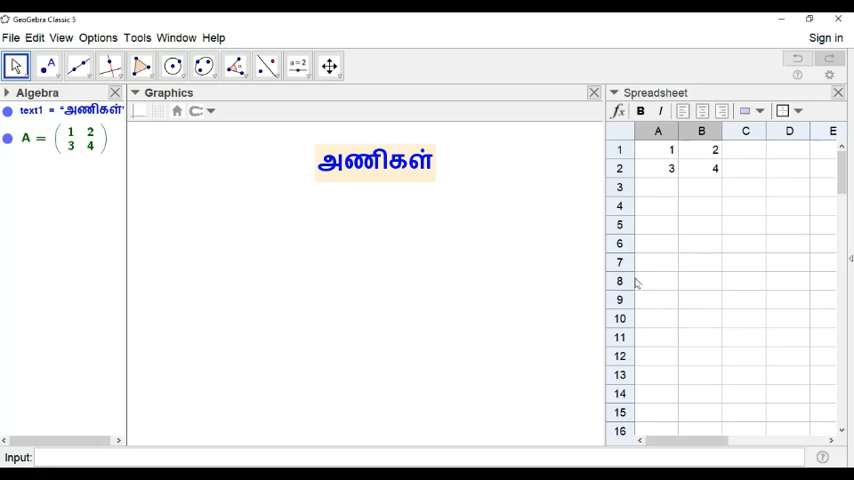 GeoGebra Classic 5
File Edit View Options Tools Window Help
Sign in
Algebra
Graphics
Spreadsheet
text1 = “அணிகள்”
A = ( 1 2
3 4 )
அணிகள்
A B C D E
1 1 2
2 3 4
3
4
5
6
7
8
9
10
11
12
13
14
15
16
Input: